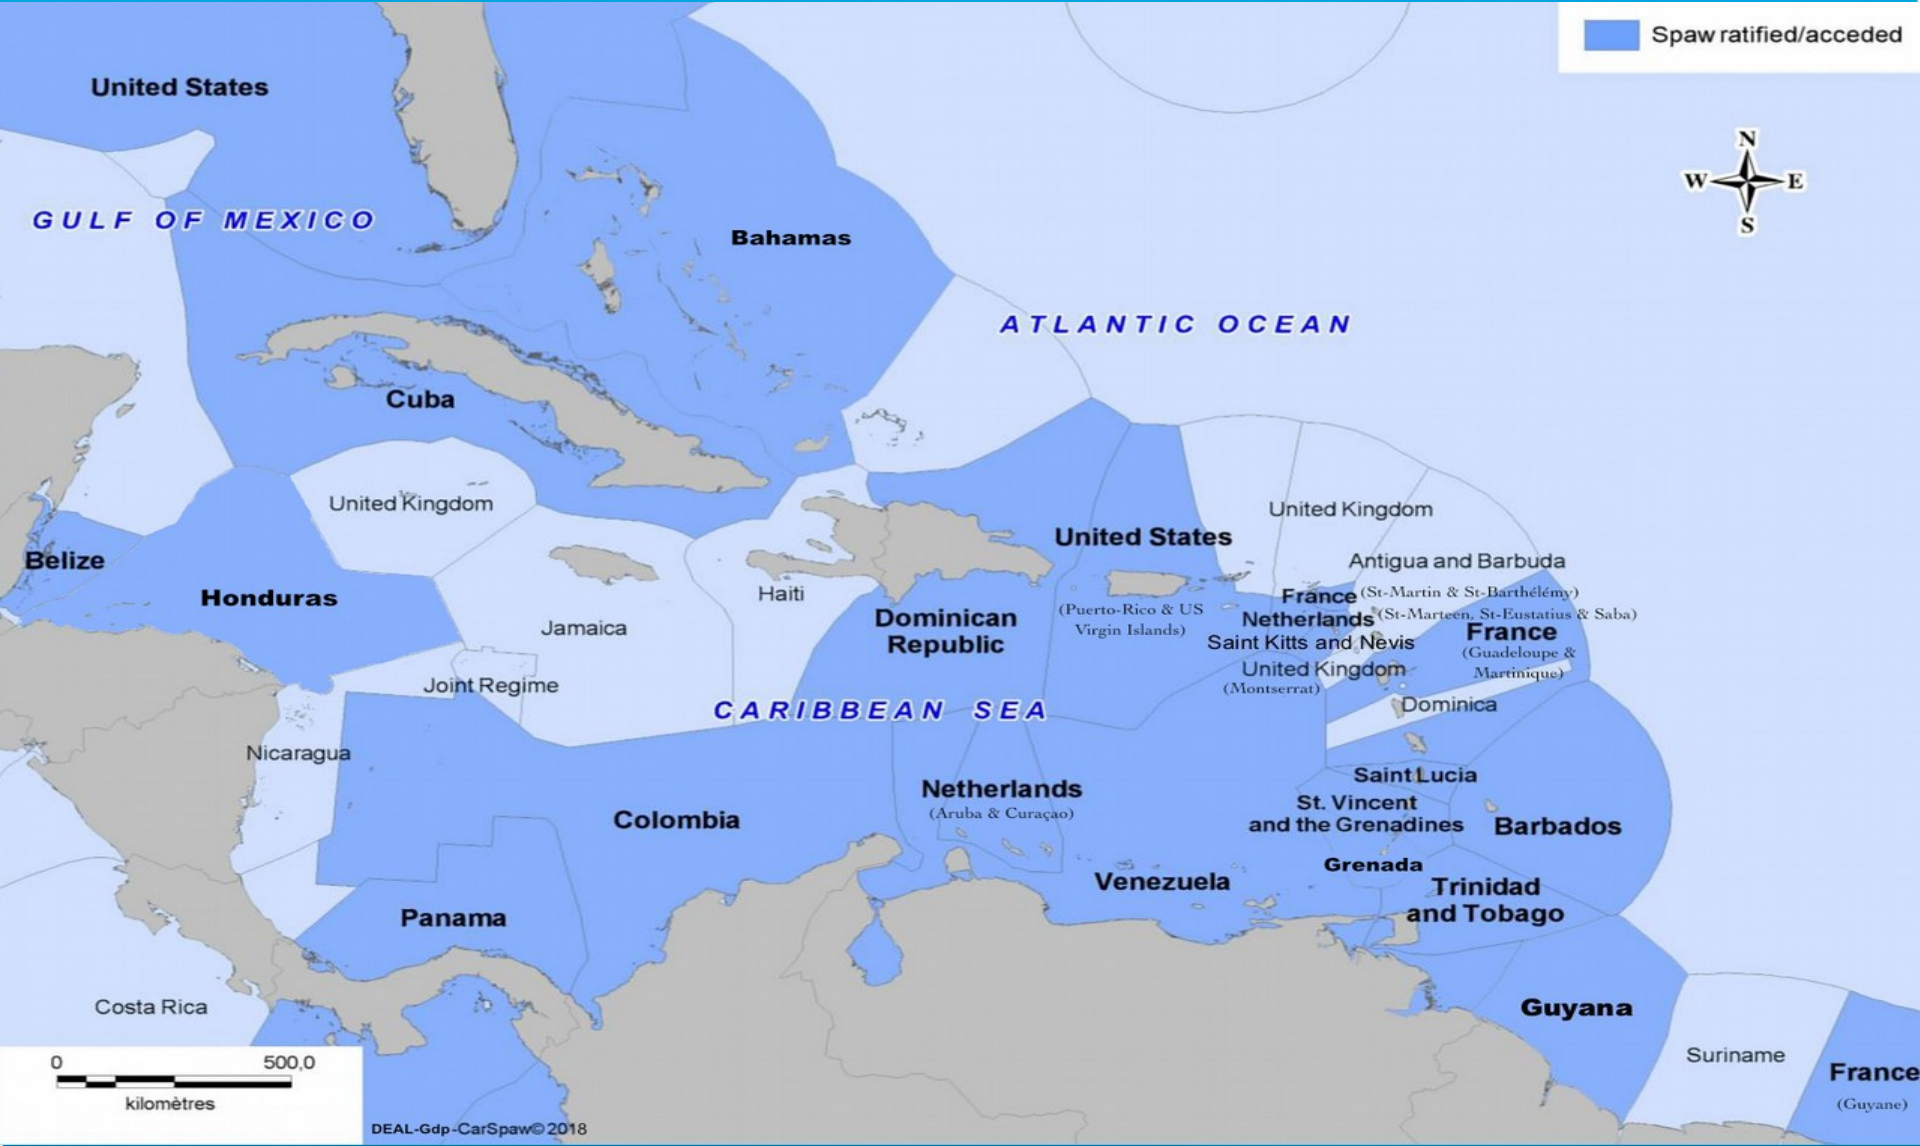 Spaw ratified/acceded
United States
N
W
E
S
GULF OF MEXICO
Bahamas
ATLANTIC OCEAN
Cuba
United Kingdom
United Kingdom
United States
Belize
Antigua and Barbuda
Honduras
Haiti
France (St-Martin & St-Barthélémy)
(Puerto-Rico & US
Virgin Islands)
Netherlands (St-Marteen, St-Eustatius & Saba)
Dominican
Republic
Jamaica
France
(Guadeloupe &
Martinique)
Saint Kitts and Nevis
United Kingdom
(Montserrat)
Joint Regime
CARIBBEAN SEA
Dominica
Nicaragua
Saint Lucia
Netherlands
(Aruba & Curaçao)
St. Vincent
and the Grenadines
Colombia
Barbados
Grenada
Venezuela
Trinidad
and Tobago
Panama
Costa Rica
Guyana
Suriname
France
(Guyane)
0
500,0
kilomètres
DEAL-Gdp-CarSpaw© 2018